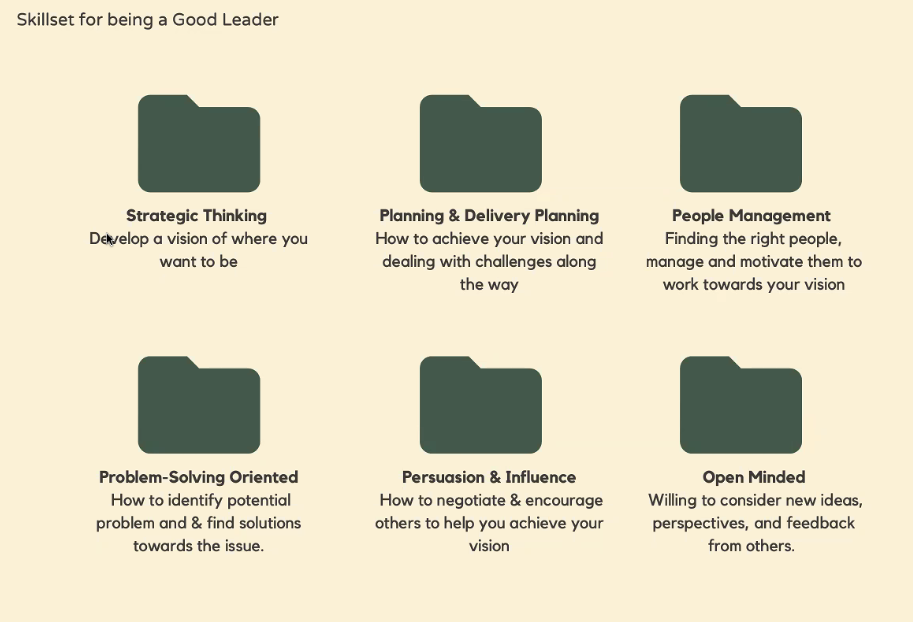 Skillset for being a Good Leader
Strategic Thinking
Develop a vision of where you
want to be
Planning & Delivery Planning
How to achieve your vision and
dealing with challenges along
the way
People Management
Finding the right people,
manage and motivate them to
work towards your vision
Problem-Solving Oriented
How to identify potential
problem and & find solutions
towards the issue.
Persuasion & Influence
How to negotiate & encourage
others to help you achieve your
vision
Open Minded
Willing to consider new ideas,
perspectives, and feedback
from others.